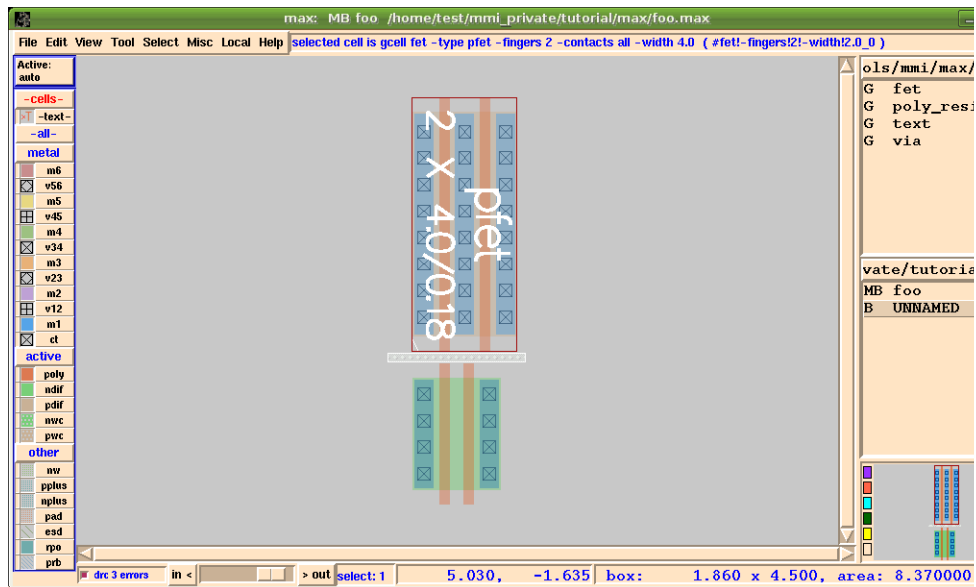 max: MB foo /home/test/mmi_private/tutorial/max/foo.max
File Edit View Tool Select Misc Local Help
selected cell is gcell fet -type pfet -fingers 2 -contacts all -width 4.0 ( #fet!-fingers!2!-width!2.0_0 )
Active:
auto
-cells-
-text-
-all-
metal
m6
v56
m5
v45
m4
v34
m3
v23
m2
v12
m1
ct
active
poly
ndif
pdif
nwc
pwc
other
nw
pplus
nplus
pad
esd
rpo
prb
pfet
2 x 4.0/0.18
ols/mmi/max/
G fet
G poly_resi
G text
G via
vate/tutoria
MB foo
B UNNAMED
drc 3 errors
in <
> out
select: 1
5.030, -1.635
box: 1.860 x 4.500, area: 8.370000